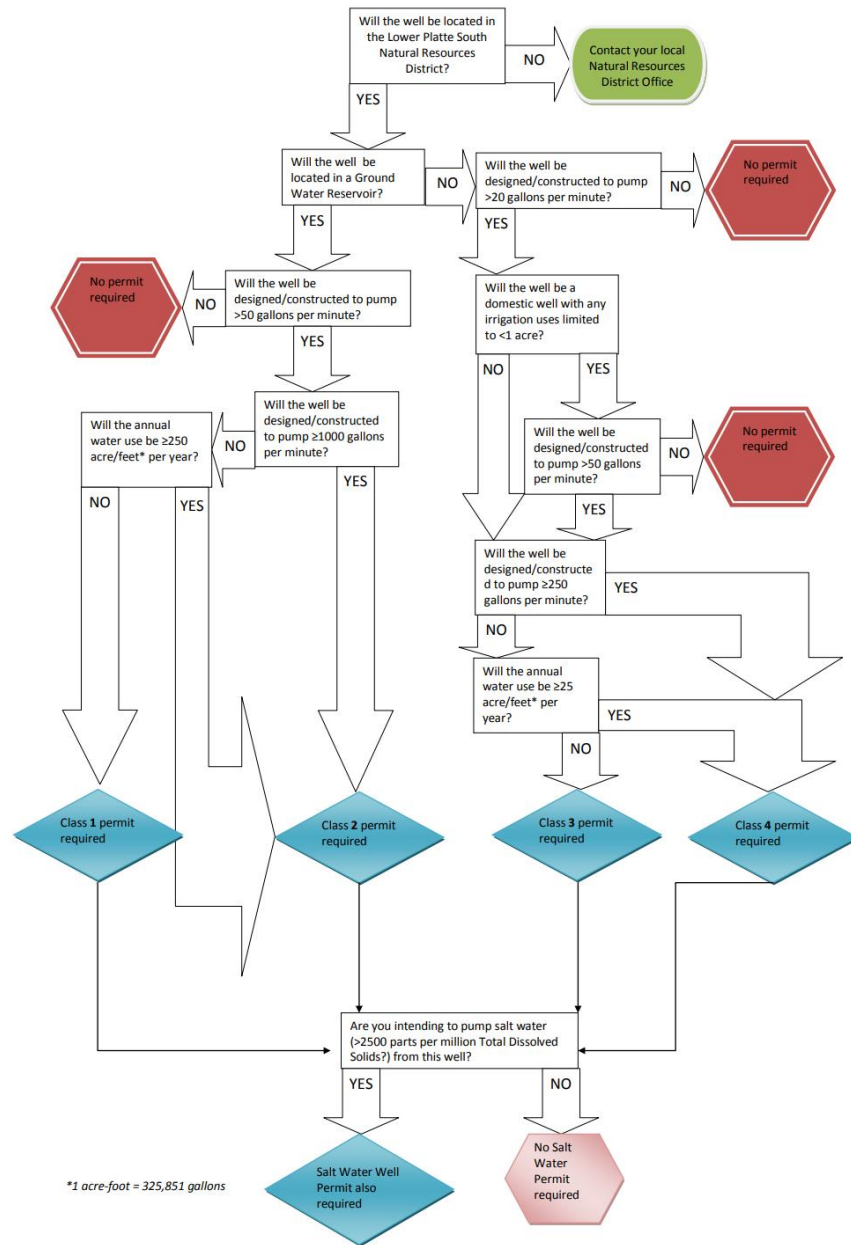 Will the well be located in
the Lower Platte South
Natural Resources
District?
NO
Contact your local
Natural Resources
District Office
YES
Will the well  be
located in a Ground
Water Reservoir?
NO
Will the well be
designed/constructed to pump
>20 gallons per minute?
NO
No permit
required
YES
YES
No permit
required
NO
Will the well be
designed/constructed to pump
>50 gallons per minute?
Will the well be a
domestic well with any
irrigation uses limited
to <1 acre?
YES
NO
YES
Will the annual
water use be ≥250
acre/feet* per year?
NO
Will the well be
designed/constructed
to pump ≥1000 gallons
per minute?
Will the well be
designed/constructed
to pump >50 gallons
per minute?
NO
No permit
required
NO
YES
YES
YES
Will the well be
designed/constructe
d to pump ≥250
gallons per minute?
YES
NO
Will the annual
water use be ≥25
acre/feet* per
year?
YES
NO
Class 1 permit
required
Class 2 permit
required
Class 3 permit
required
Class 4 permit
required
Are you intending to pump salt water
(>2500 parts per million Total Dissolved
Solids?) from this well?
YES
NO
Salt Water Well
Permit also
required
No Salt
Water
Permit
required
*1 acre-foot = 325,851 gallons